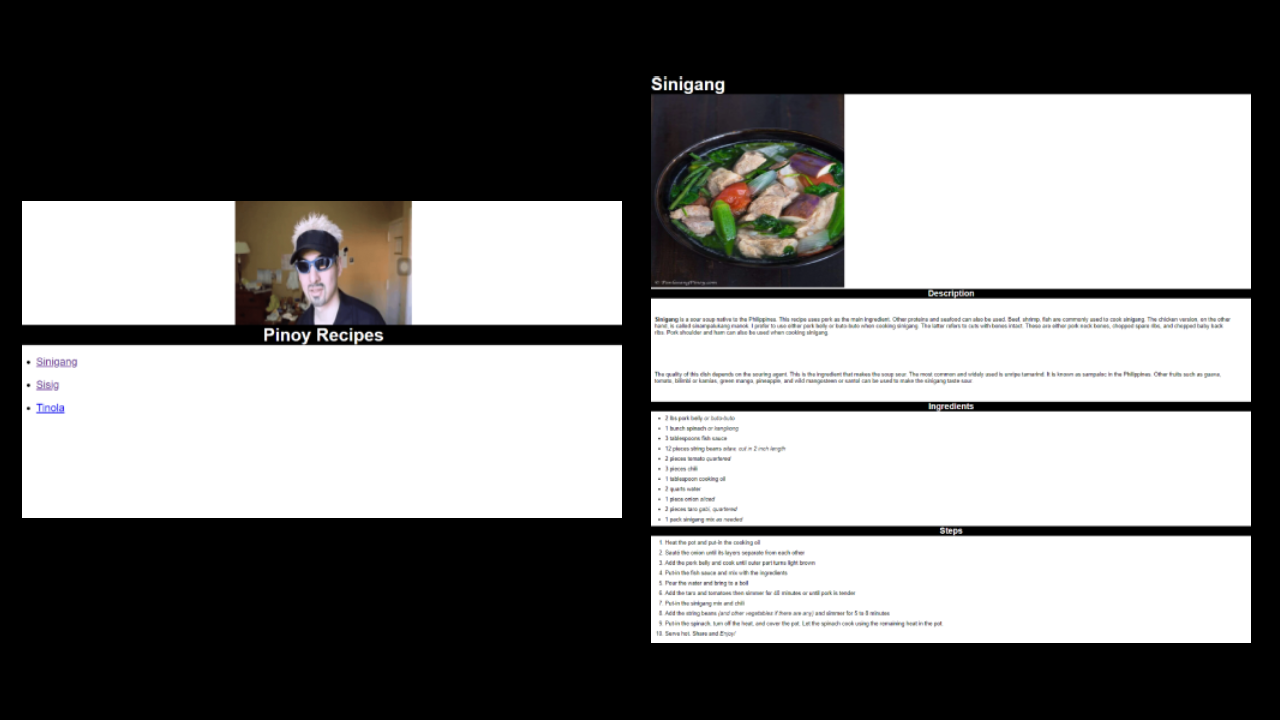 Pinoy Recipes
Sinigang
Sisig
Tinola
Sinigang
© PanlasangPinoy.com
Description
Sinigang is a sour soup native to the Philippines. This recipe uses pork as the main ingredient. Other proteins and seafood can also be used. Beef, shrimp, fish are commonly used to cook sinigang. The chicken version, on the other
hand, is called sinampalukang manok. I prefer to use either pork belly or buto-buto when cooking sinigang. The latter refers to cuts with bones intact. These are either pork neck bones, chopped spare ribs, and chopped baby back
ribs. Pork shoulder and ham can also be used when cooking sinigang.
The quality of this dish depends on the souring agent. This is the ingredient that makes the soup sour. The most common and widely used is unripe tamarind. It is known as sampaloc in the Philippines. Other fruits such as guava,
tomato, bilimbi or kamias, green mango, pineapple, and wild mangosteen or santol can be used to make the sinigang taste sour
Ingredients
2 lbs pork belly or buto-buto
1 bunch spinach or kangkong
3 tablespoons fish sauce
12 pieces string beans sitaw, cut in 2 inch length
2 pieces tomato quartered
3 pieces chili
1 tablespoon cooking oil
2 quarts water
1 piece onion sliced
2 pieces taro gabi, quartered
1 pack sinigang mix as needed
Steps
1. Heat the pot and put-in the cooking oil
2. Sauté the onion until its layers separate from each other
3. Add the pork belly and cook until outer part turns light brown
4. Put-in the fish sauce and mix with the ingredients
5. Pour the water and bring to a boil
6. Add the taro and tomatoes then simmer for 40 minutes or until pork is tender
7. Put-in the sinigang mix and chili
8. Add the string beans (and other vegetables if there are any) and simmer for 5 to 8 minutes
9. Put-in the spinach, turn off the heat, and cover the pot. Let the spinach cook using the remaining heat in the pot
10. Serve hot. Share and Enjoy!